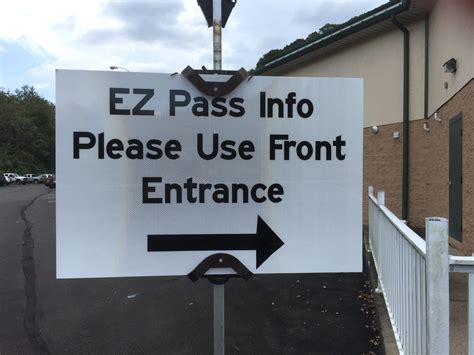 EZ Pass Info
Please Use Front
Entrance